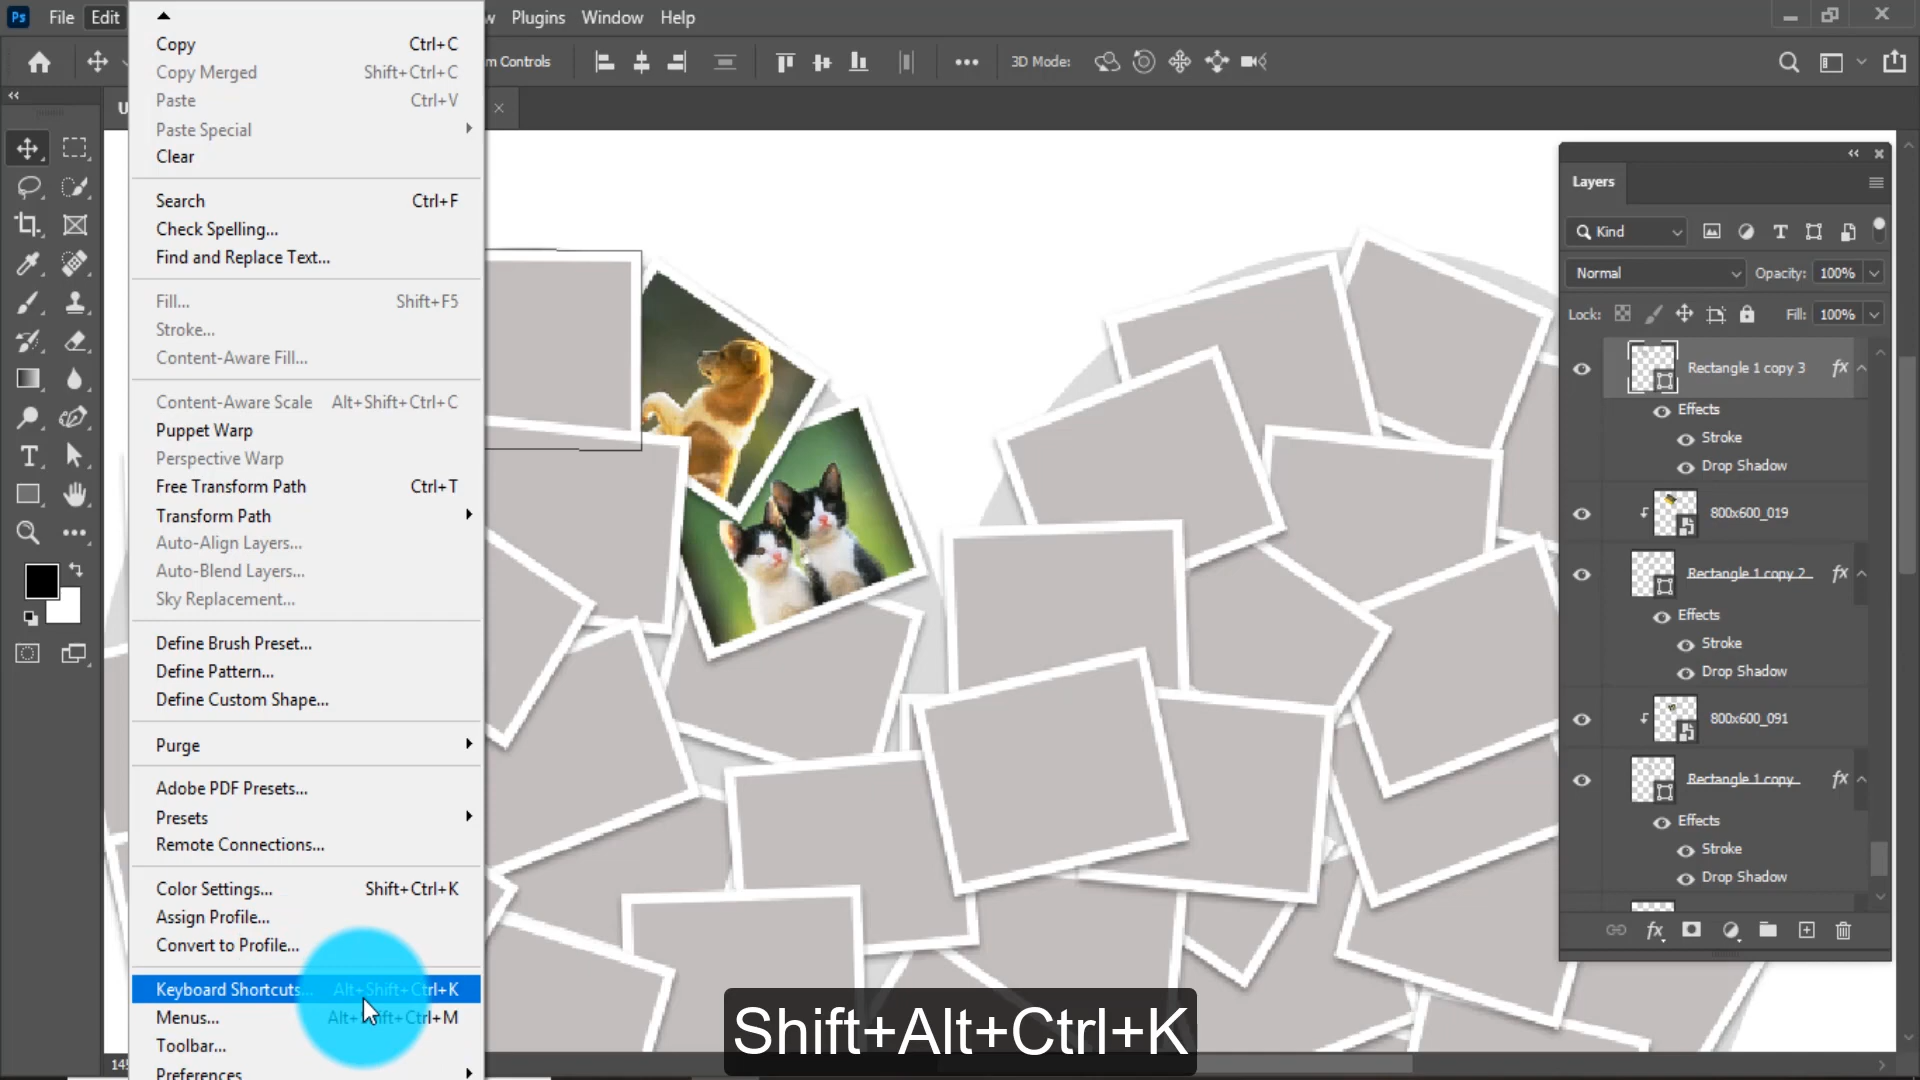 Ps File Edit Plugins Window Help
m Controls 3D Mode:
Copy Ctrl+C
Copy Merged Shift+Ctrl+C
Paste Ctrl+V
Paste Special
Clear
Search Ctrl+F
Check Spelling...
Find and Replace Text...
Fill... Shift+F5
Stroke...
Content-Aware Fill...
Content-Aware Scale Alt+Shift+Ctrl+C
Puppet Warp
Perspective Warp
Free Transform Path Ctrl+T
Transform Path
Auto-Align Layers...
Auto-Blend Layers...
Sky Replacement...
Define Brush Preset...
Define Pattern...
Define Custom Shape...
Purge
Adobe PDF Presets...
Presets
Remote Connections...
Color Settings... Shift+Ctrl+K
Assign Profile...
Convert to Profile...
Keyboard Shortcuts... Alt+Shift+Ctrl+K
Menus... Alt+Shift+Ctrl+M
Toolbar...
Preferences
Layers
Kind
Normal Opacity: 100%
Lock: Fill: 100%
Rectangle 1 copy 3 fx
Effects
Stroke
Drop Shadow
800x600_019
Rectangle 1 copy 2 fx
Effects
Stroke
Drop Shadow
800x600_091
Rectangle 1 copy fx
Effects
Stroke
Drop Shadow
fx
Shift+Alt+Ctrl+K